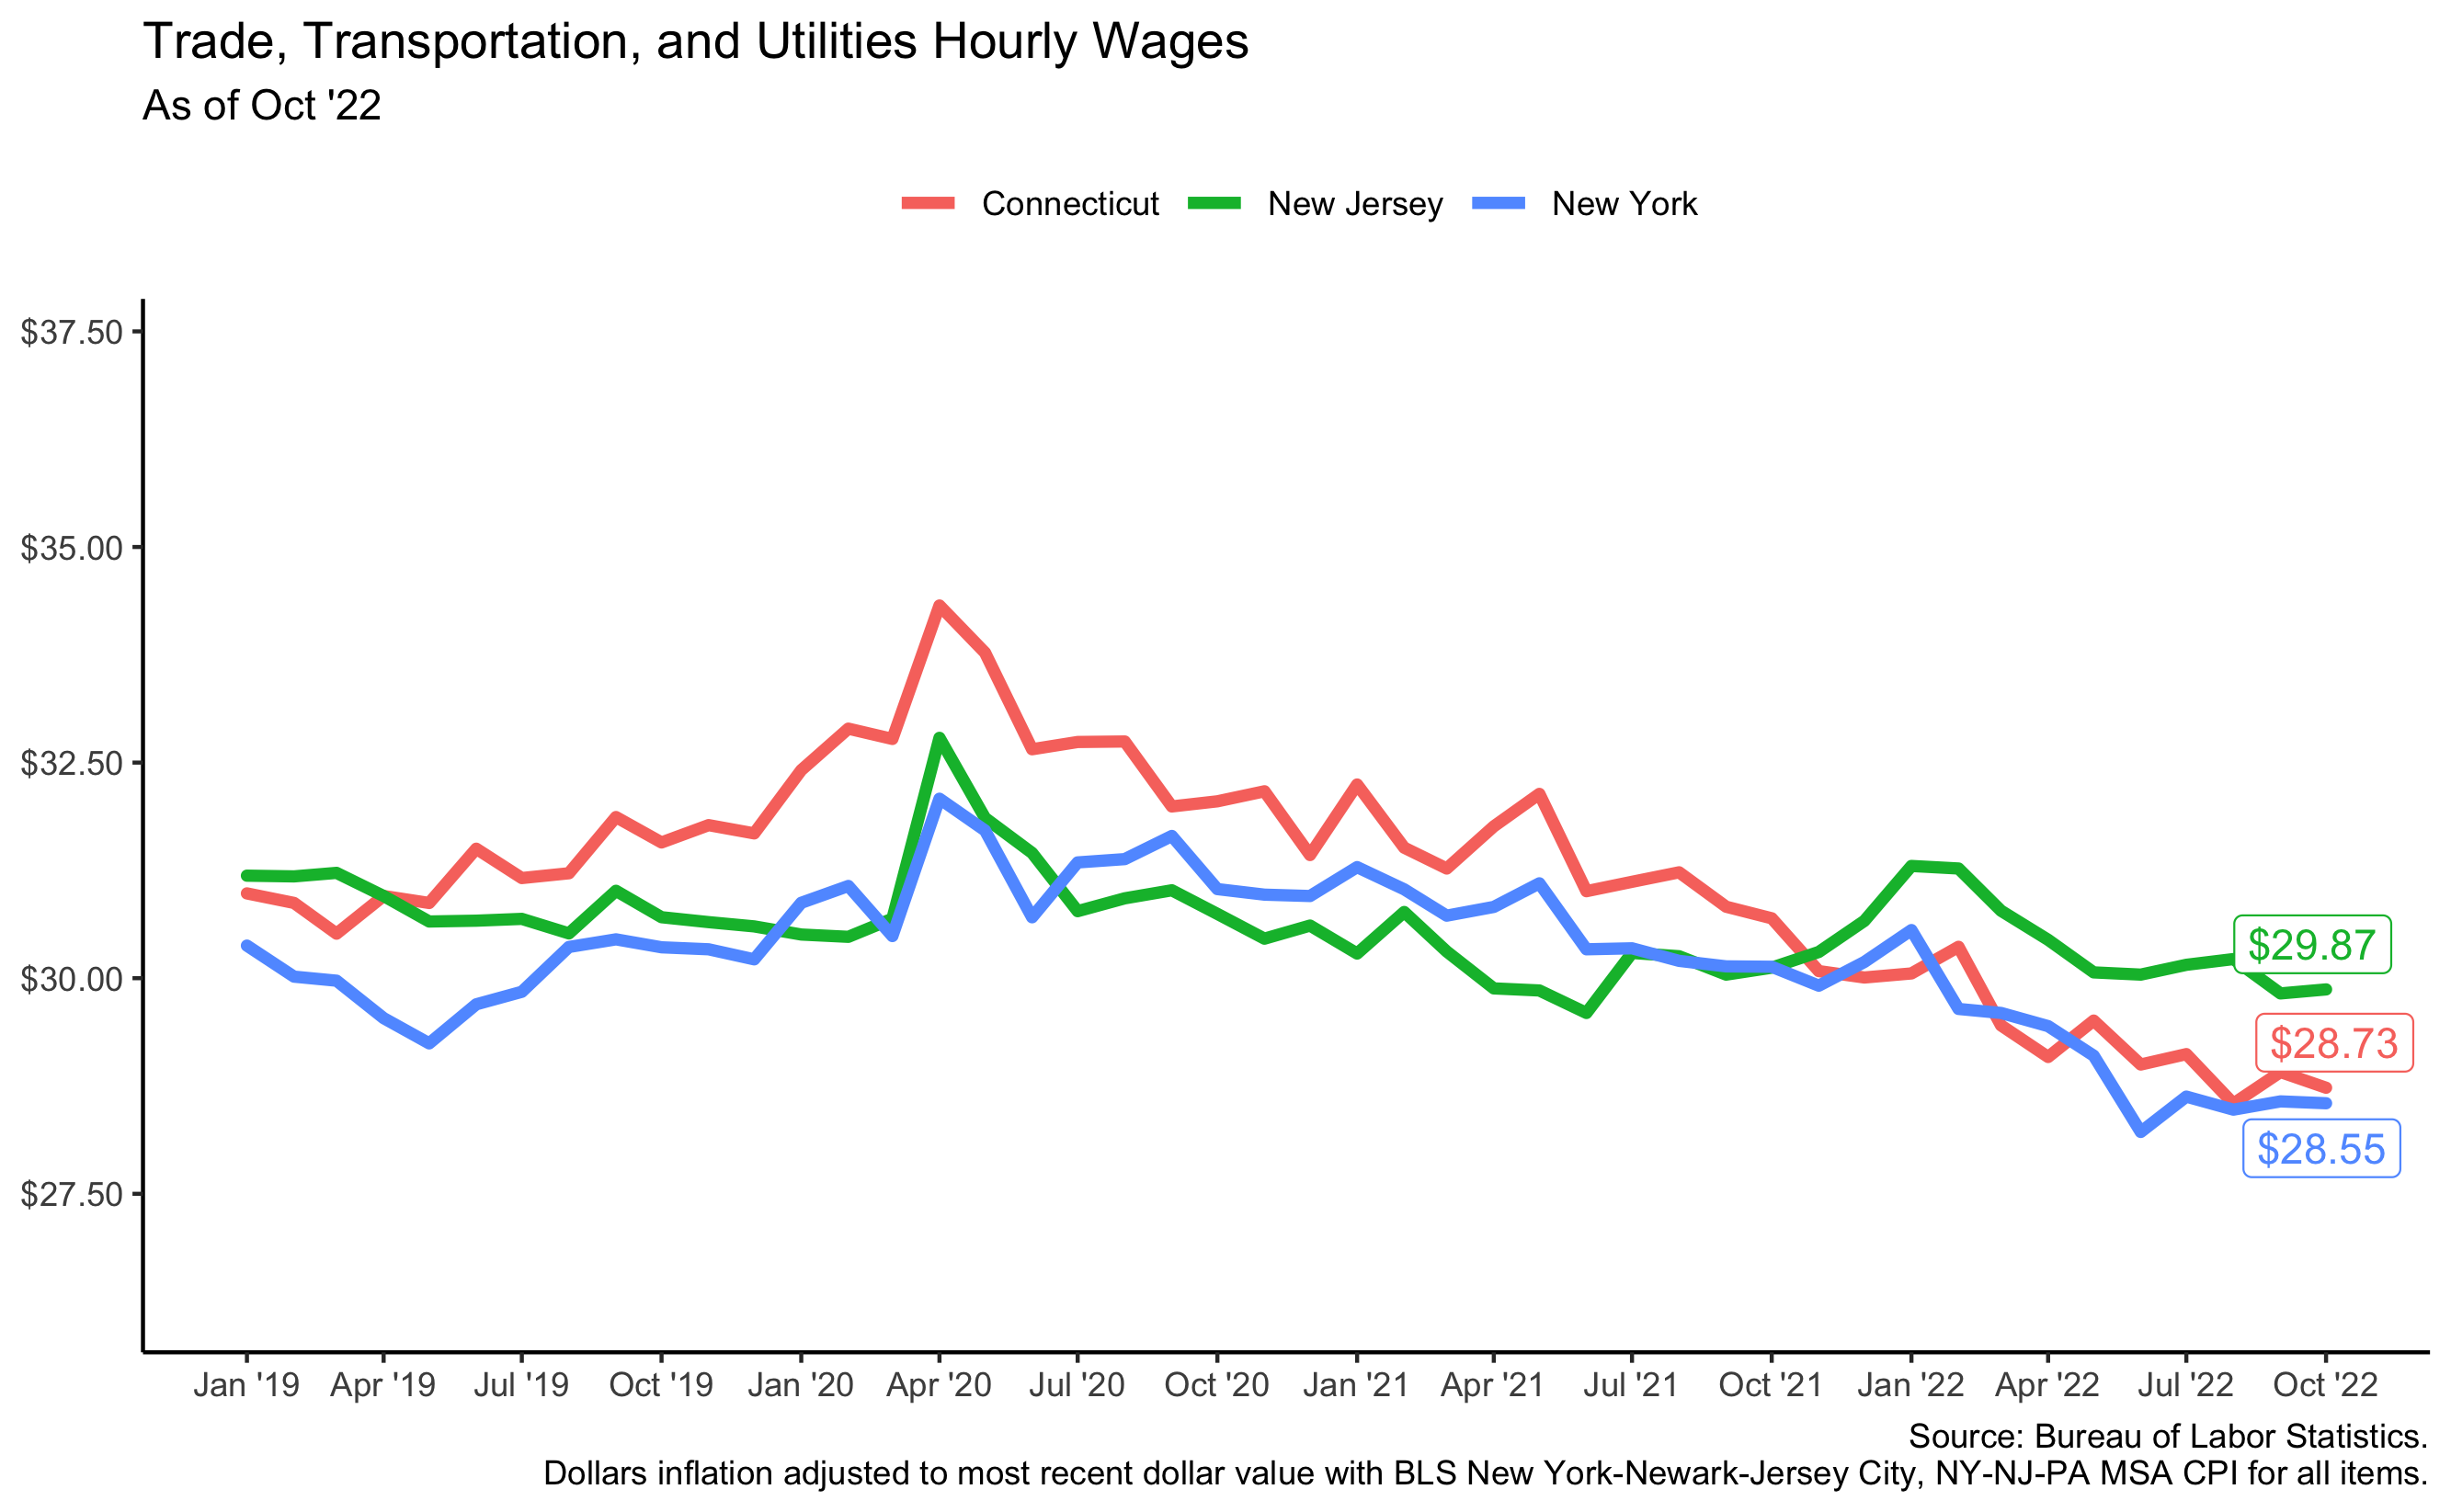 Trade, Transportation, and Utilities Hourly Wages
As of Oct '22
Connecticut New Jersey New York
$37.50
$35.00
$32.50
$30.00
$27.50
$29.87
$28.73
$28.55
Jan '19 Apr '19 Jul '19 Oct '19 Jan '20 Apr '20 Jul '20 Oct '20 Jan '21 Apr '21 Jul '21 Oct '21 Jan '22 Apr '22 Jul '22 Oct '22
Source: Bureau of Labor Statistics.
Dollars inflation adjusted to most recent dollar value with BLS New York-Newark-Jersey City, NY-NJ-PA MSA CPI for all items.